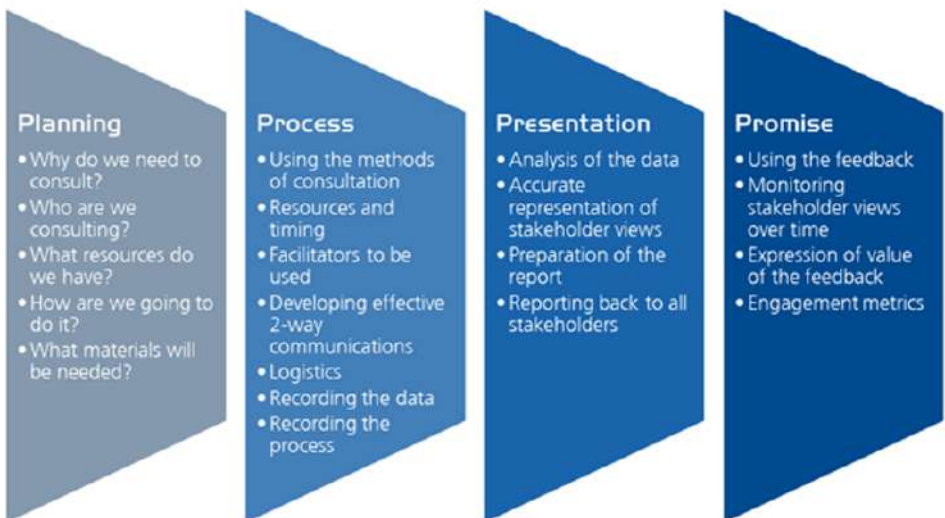 Planning
• Why do we need to
consult?
• Who are we
consulting?
• What resources do
we have?
• How are we going to
do it?
• What materials will
be needed?
Process
• Using the methods
of consultation
• Resources and
timing
• Facilitators to be
used
• Developing effective
2-way
communications
• Logistics
• Recording the data
• Recording the
process
Presentation
• Analysis of the data
• Accurate
representation of
stakeholder views
• Preparation of the
report
• Reporting back to all
stakeholders
Promise
• Using the feedback
• Monitoring
stakeholder views
over time
• Expression of value
of the feedback
• Engagement metrics